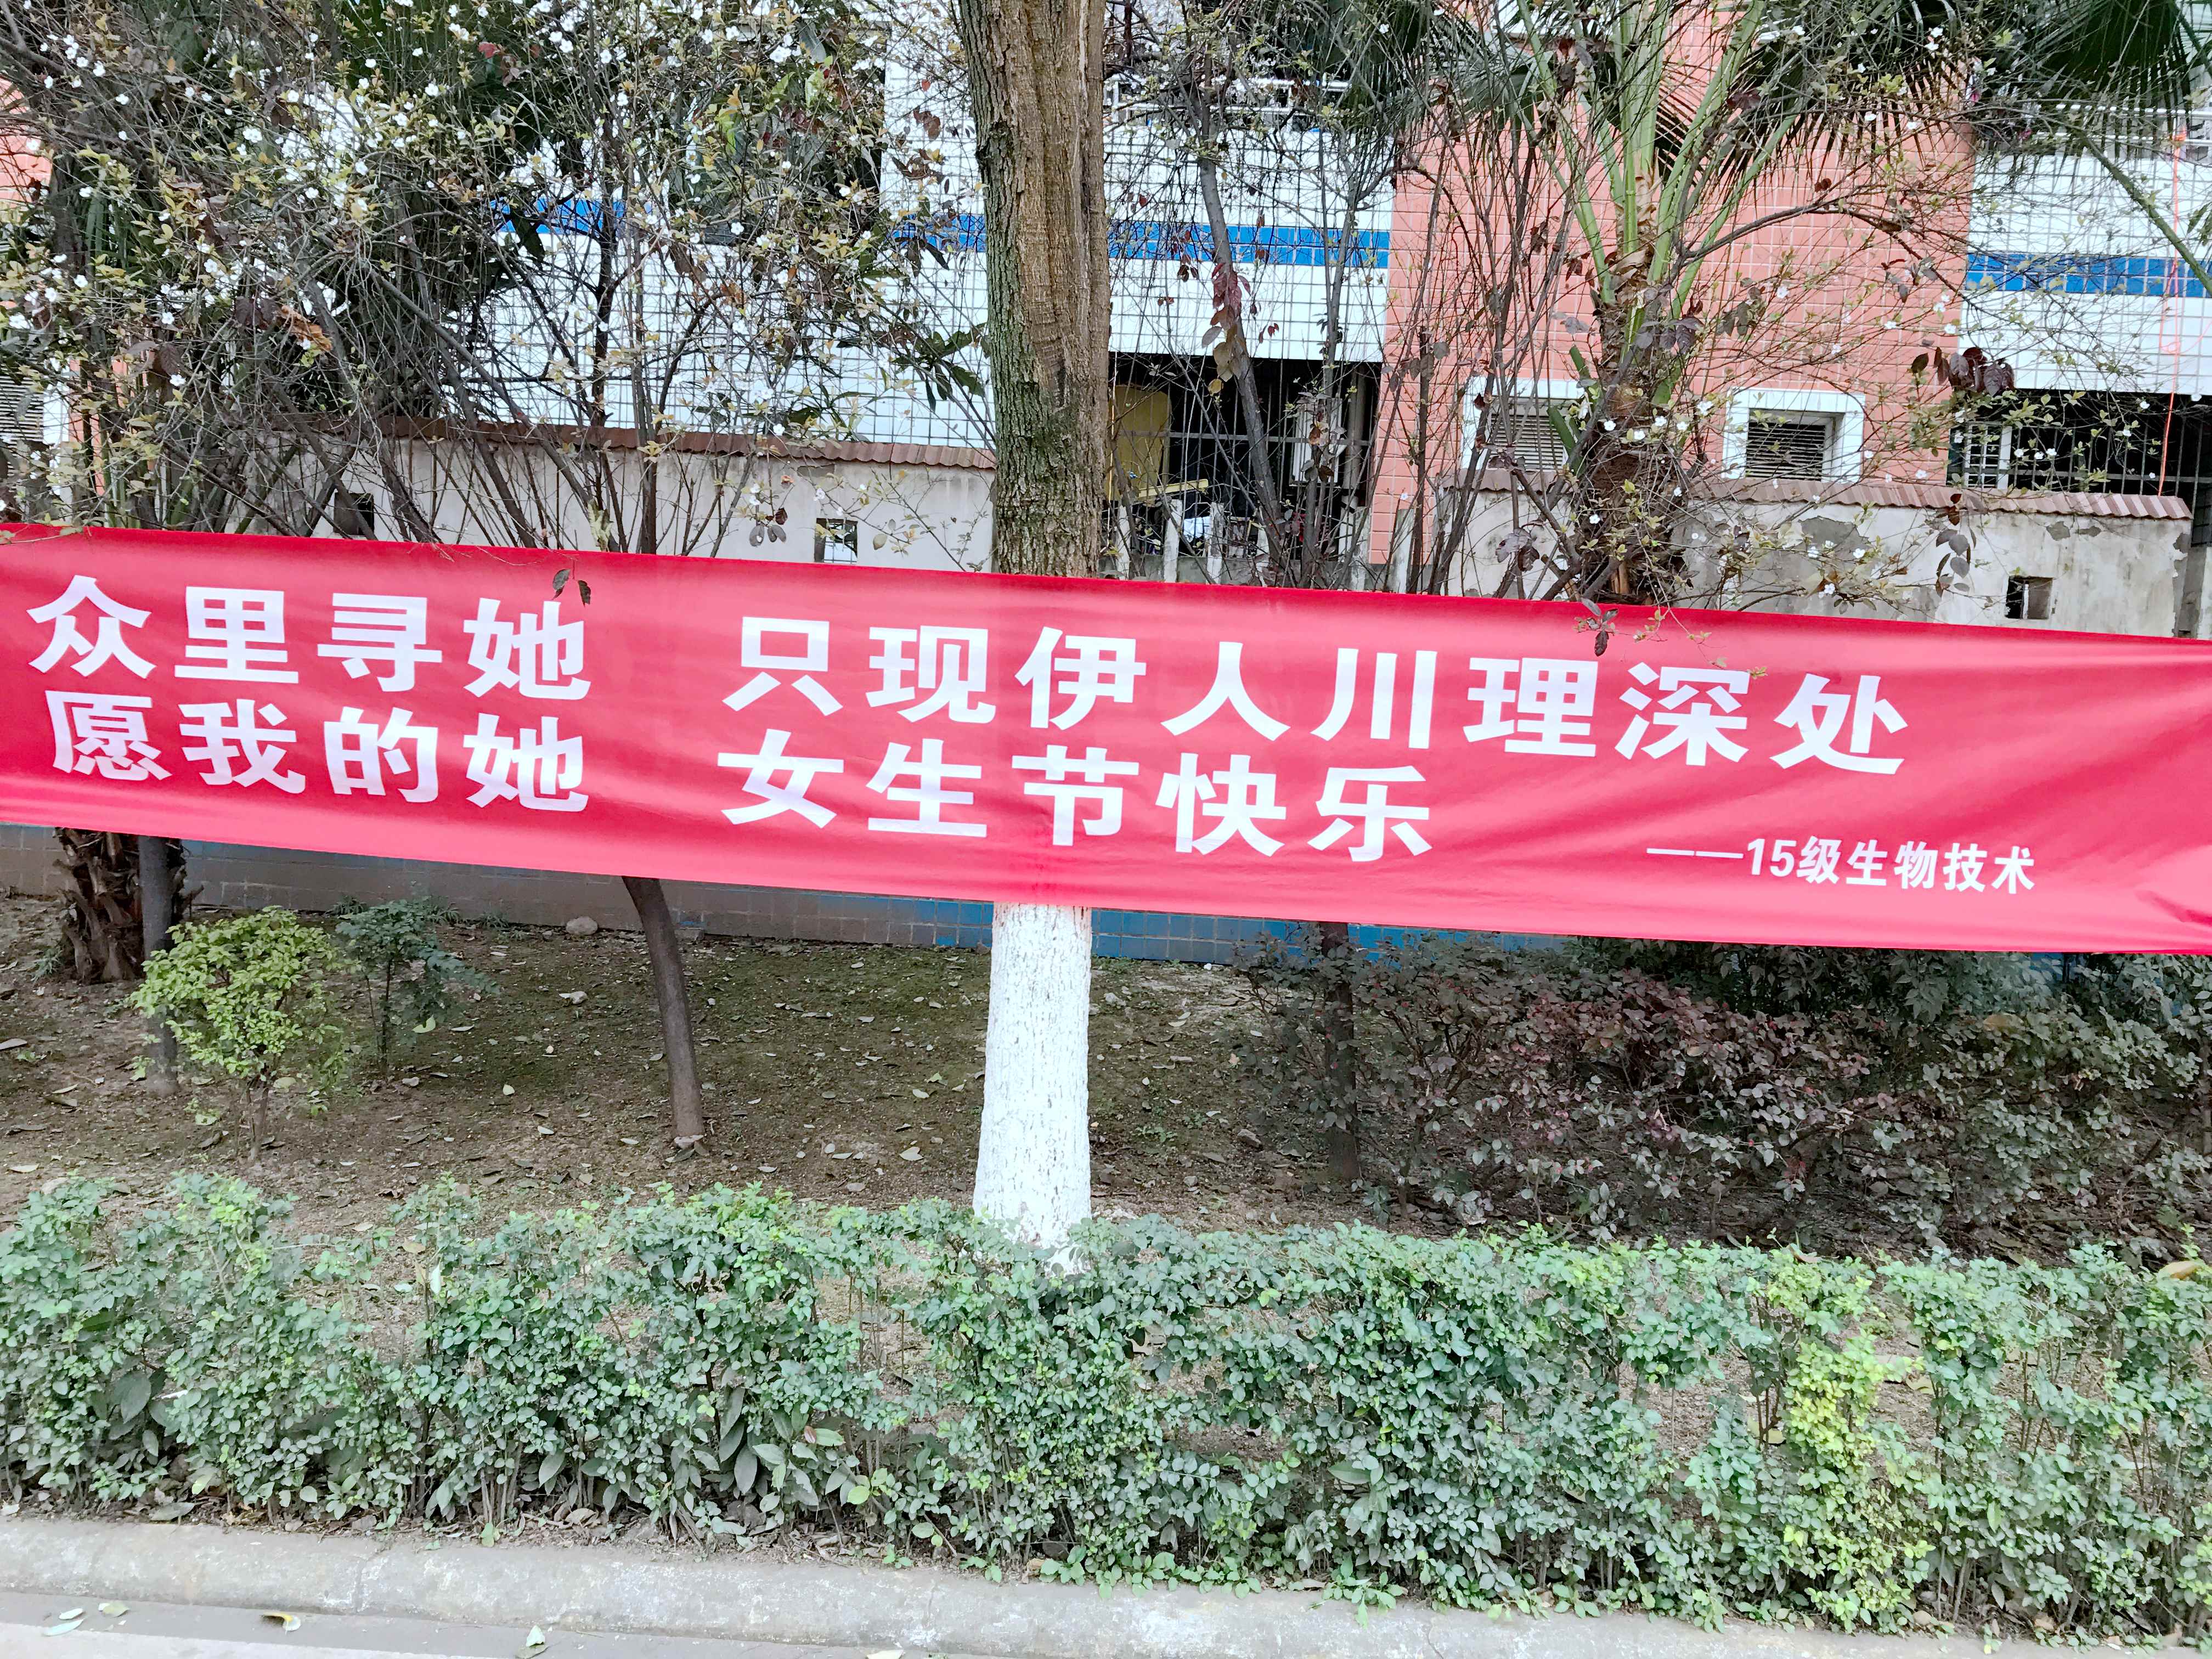 众里寻她 只现伊人川理深处
愿我的她 女生节快乐
——15级生物技术